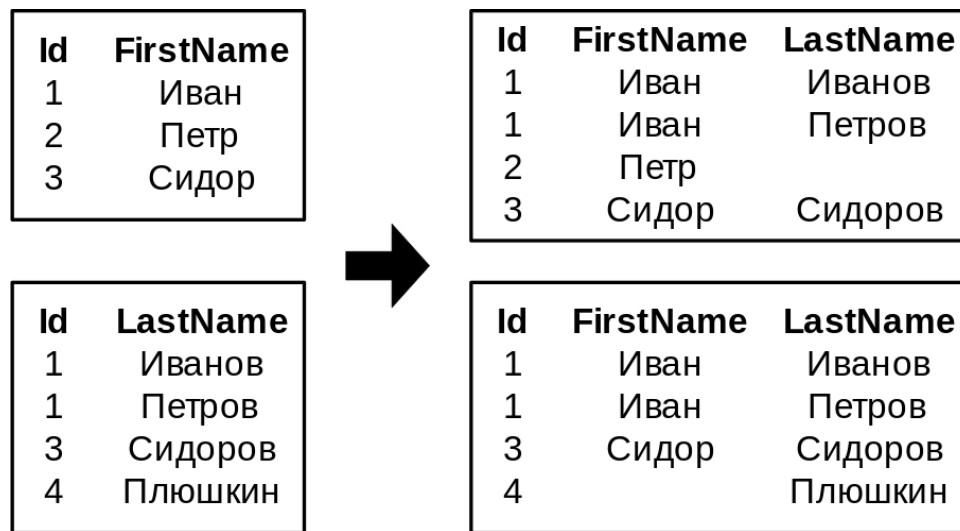 Id FirstName
1 Иван
2 Петр
3 Сидор
Id LastName
1 Иванов
1 Петров
3 Сидоров
4 Плюшкин
Id FirstName LastName
1 Иван Иванов
1 Иван Петров
2 Петр
3 Сидор Сидоров
Id FirstName LastName
1 Иван Иванов
1 Иван Петров
3 Сидор Сидоров
4 Плюшкин